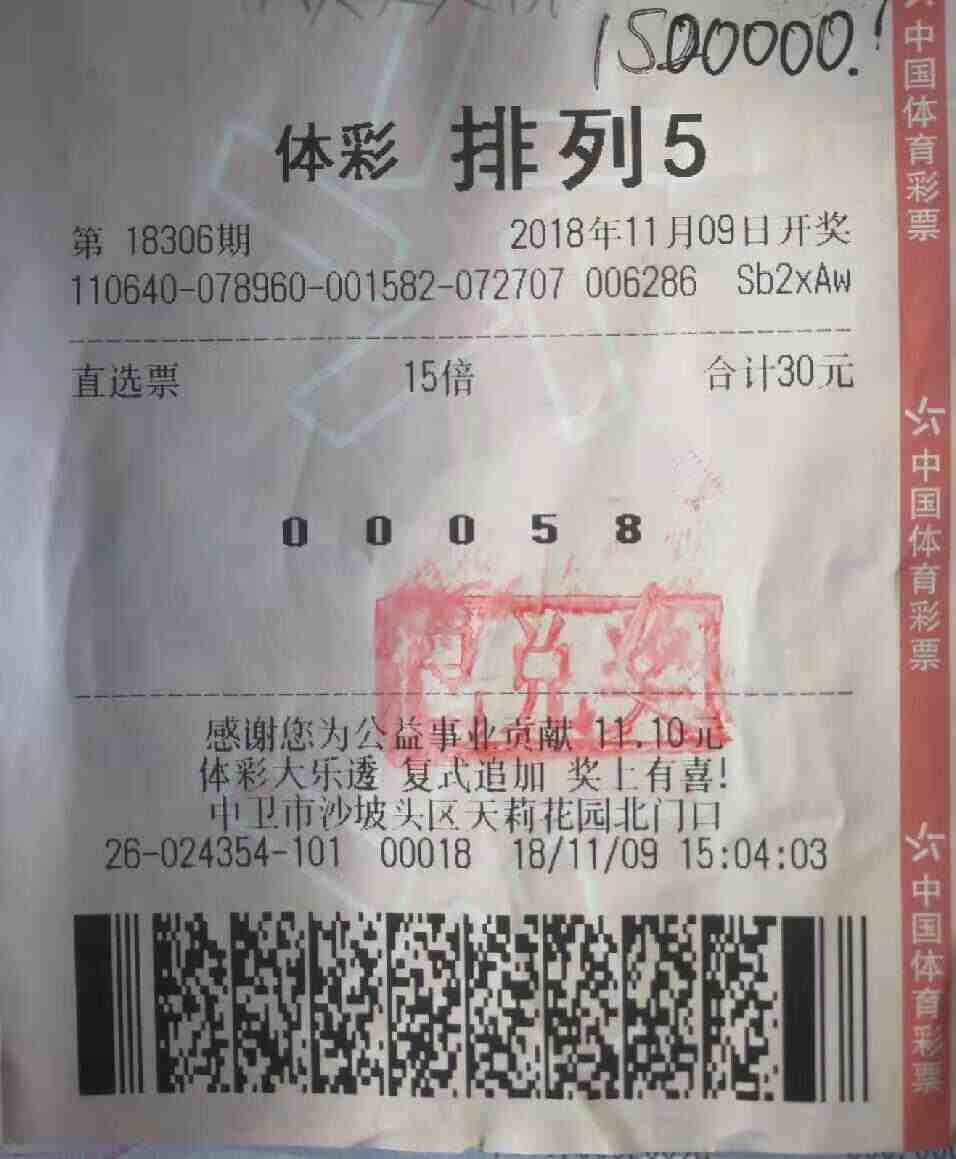 1500000!
体彩 排列5
第 18306期 2018年11月09日开奖
110640-078960-001582-072707 006286 Sb2xAw
直选票 15倍 合计30元
0 0 0 5 8
已兑奖
感谢您为公益事业贡献 11.10元
体彩大乐透 复式追加 奖上有喜!
中卫市沙坡头区天莉花园北门口
26-024354-101 00018 18/11/09 15:04:03
中国体育彩票
中国体育彩票
中国体育彩票